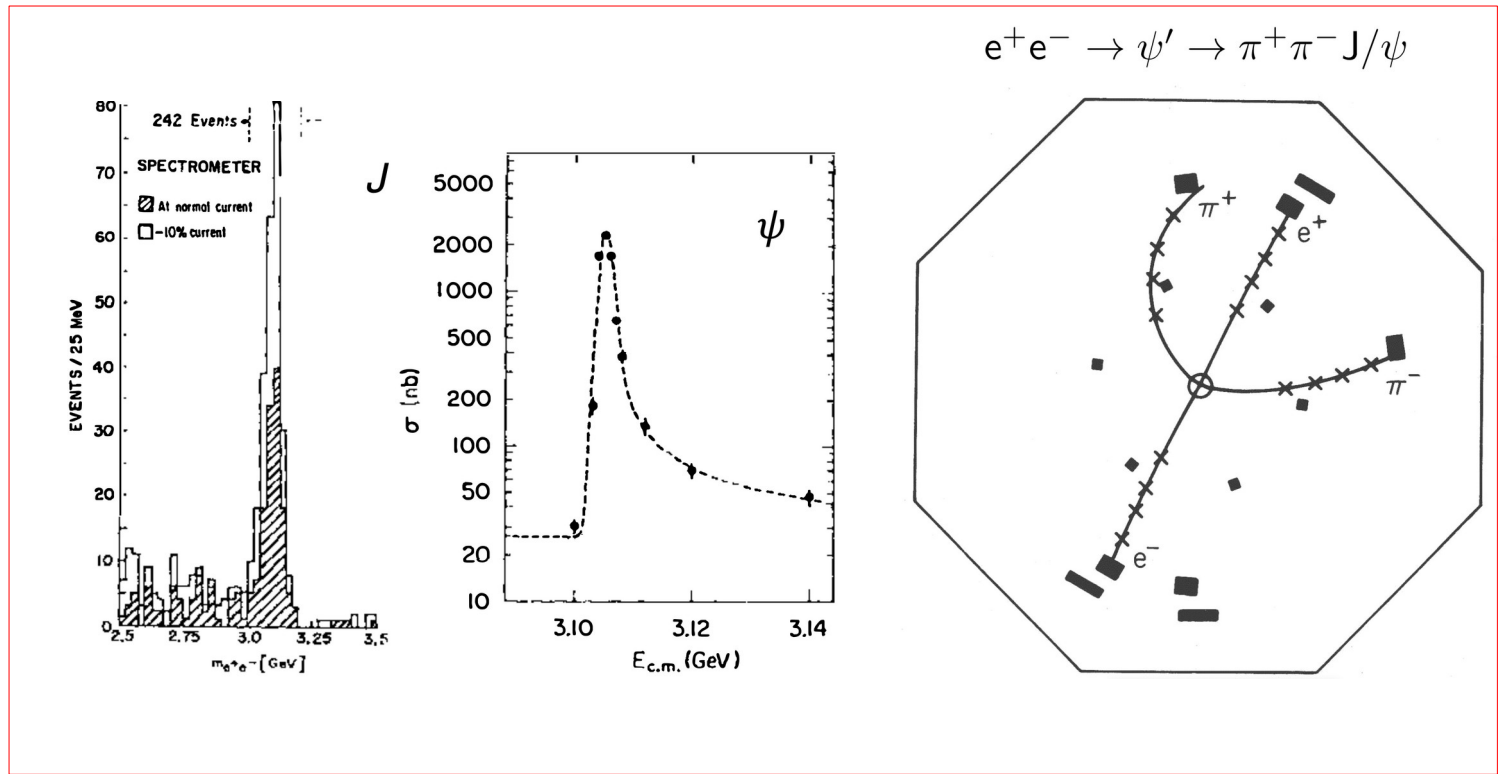 e⁺e⁻ → ψ′ → π⁺π⁻ J/ψ
80
70
60
50
40
30
20
10
0
EVENTS / 25 MeV
242 Events
SPECTROMETER
At normal current
-10% current
2.5 2.75 3.0 3.25 3.5
mₑ+ₑ- [GeV]
J
5000
2000
1000
500
200
100
50
20
10
σ (nb)
ψ
3.10 3.12 3.14
E c.m. (GeV)
π⁺
e⁺
π⁻
e⁻